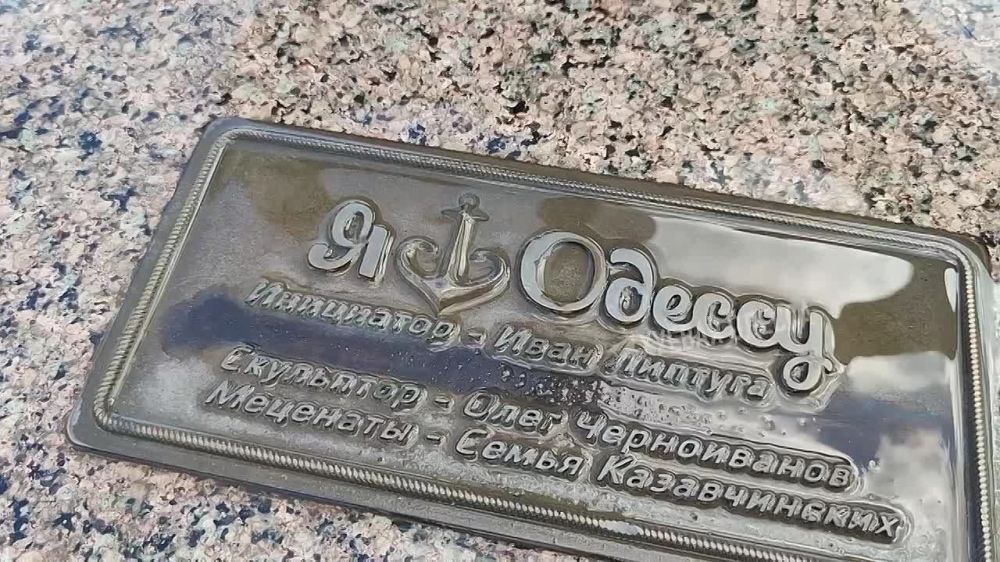 Я Одессу
Инициатор - Иван Липтуга
Скульптор - Олег Черноиванов
Меценаты - Семья Казавчинских